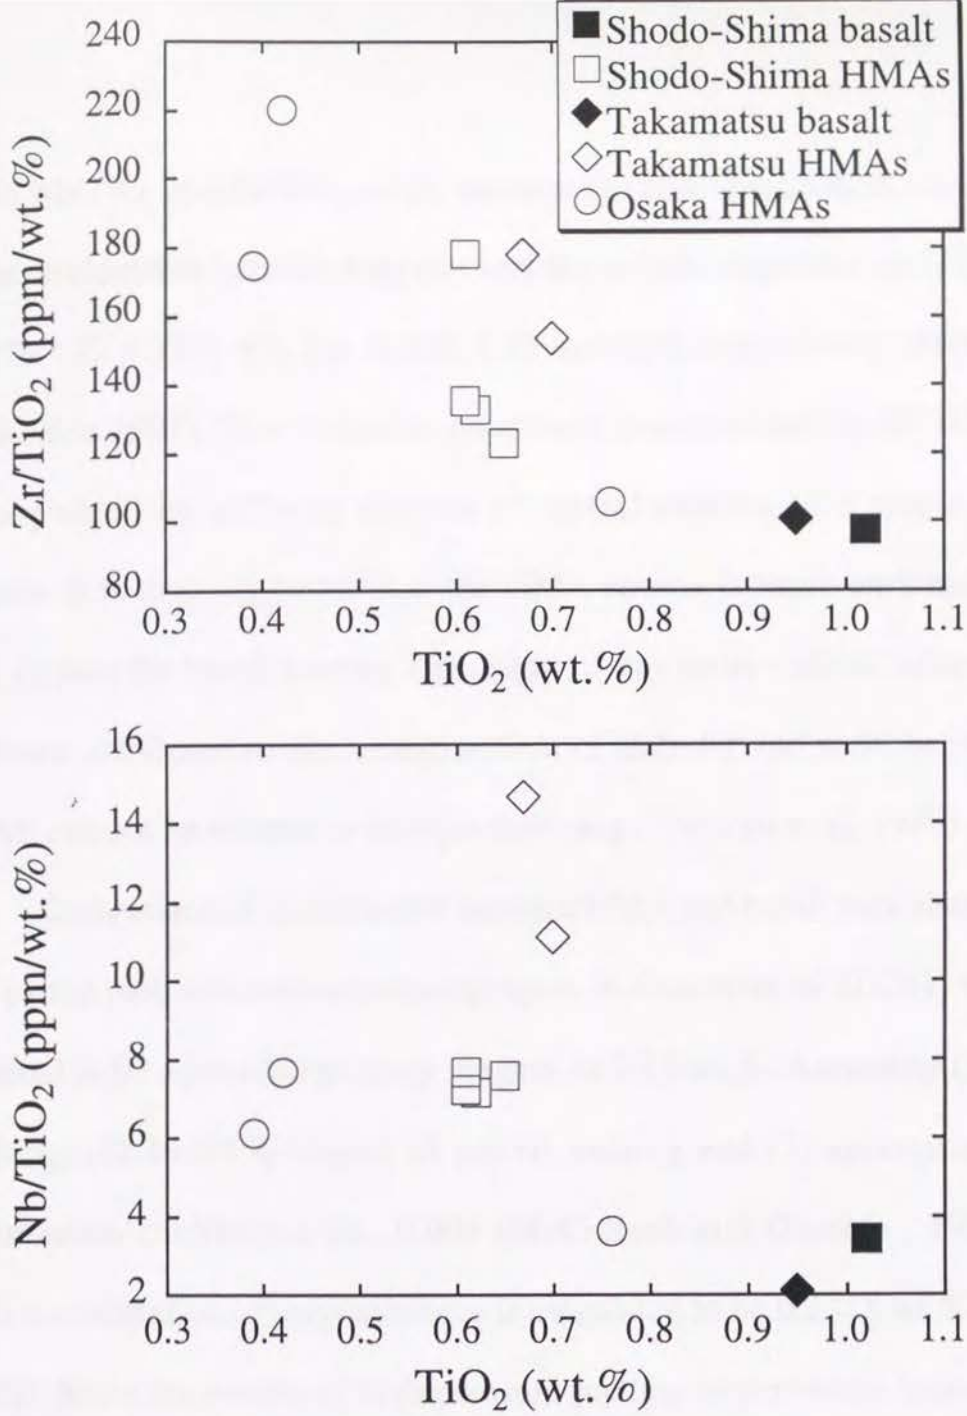 Shodo-Shima basalt
Shodo-Shima HMAs
Takamatsu basalt
Takamatsu HMAs
Osaka HMAs
240
220
200
180
160
140
120
100
80
Zr/TiO2 (ppm/wt.%)
0.3 0.4 0.5 0.6 0.7 0.8 0.9 1.0 1.1
TiO2 (wt.%)
16
14
12
10
8
6
4
2
Nb/TiO2 (ppm/wt.%)
0.3 0.4 0.5 0.6 0.7 0.8 0.9 1.0 1.1
TiO2 (wt.%)